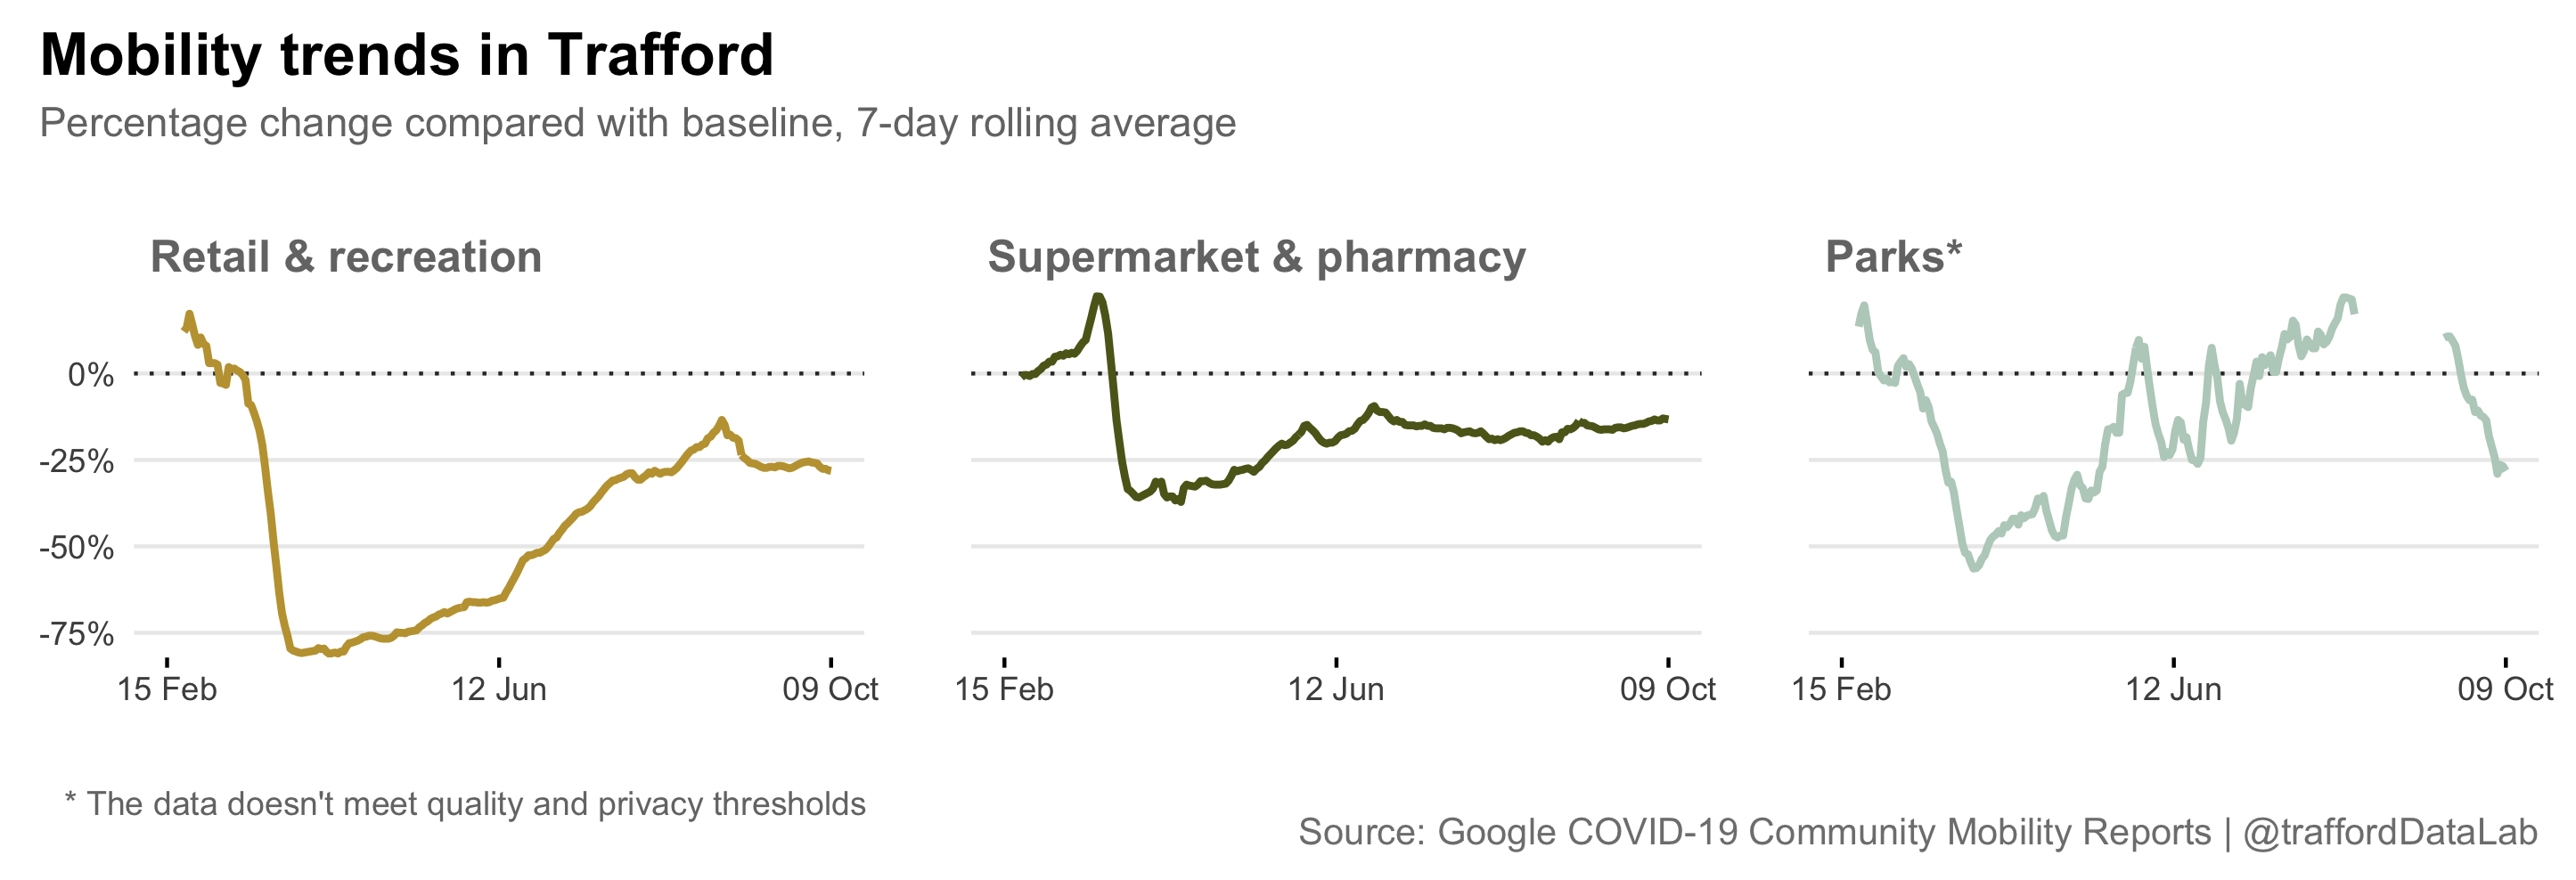 Mobility trends in Trafford
Percentage change compared with baseline, 7-day rolling average
Retail & recreation
Supermarket & pharmacy
Parks*
0%
-25%
-50%
-75%
15 Feb
12 Jun
09 Oct
15 Feb
12 Jun
09 Oct
15 Feb
12 Jun
09 Oct
* The data doesn't meet quality and privacy thresholds
Source: Google COVID-19 Community Mobility Reports | @traffordDataLab